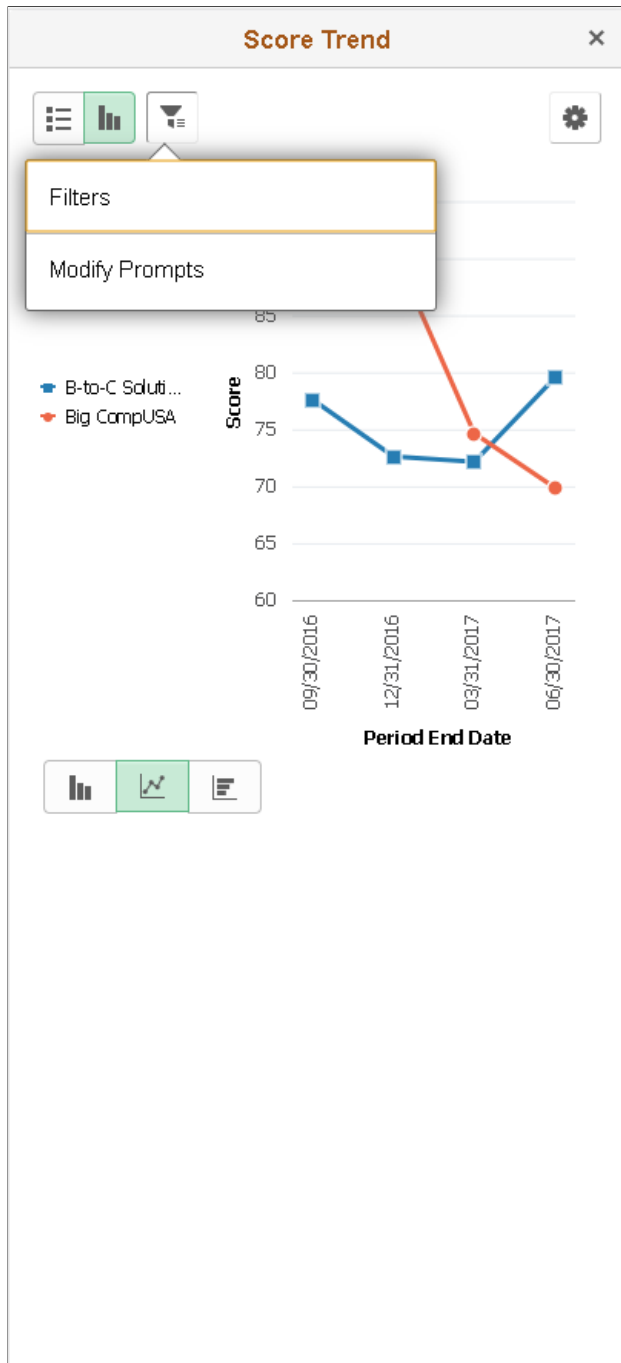 Score Trend
Filters
Modify Prompts
85
B-to-C Soluti...
Big CompUSA
Score
80
75
70
65
60
09/30/2016
12/31/2016
03/31/2017
06/30/2017
Period End Date